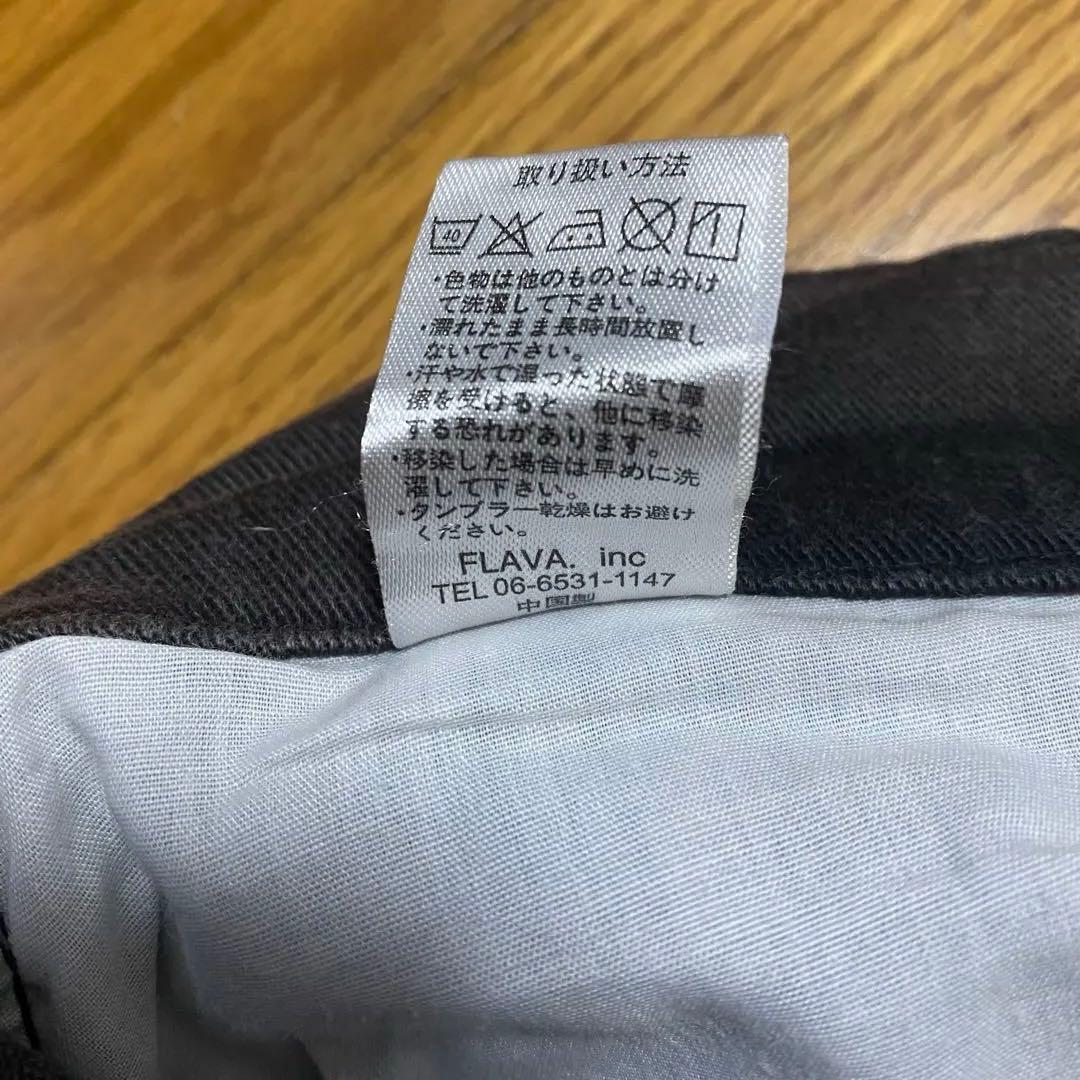 取り扱い方法
40
・色物は他のものとは分け
て洗濯して下さい。
・濡れたまま長時間放置し
ないで下さい。
・汗や水で湿った状態で摩
擦を受けると、他に移染
する恐れがあります。
・移染した場合は早めに洗
濯して下さい。
・タンブラー乾燥はお避け
ください。
FLAVA. inc
TEL 06-6531-1147
中国製